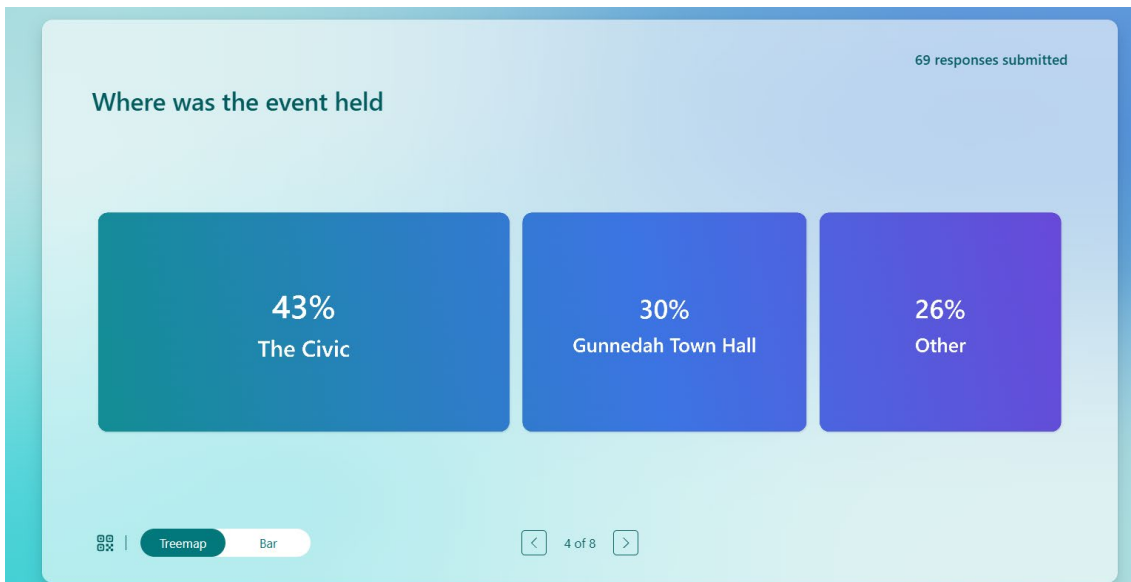 69 responses submitted
Where was the event held
43%
The Civic
30%
Gunnedah Town Hall
26%
Other
Treemap
Bar
4 of 8